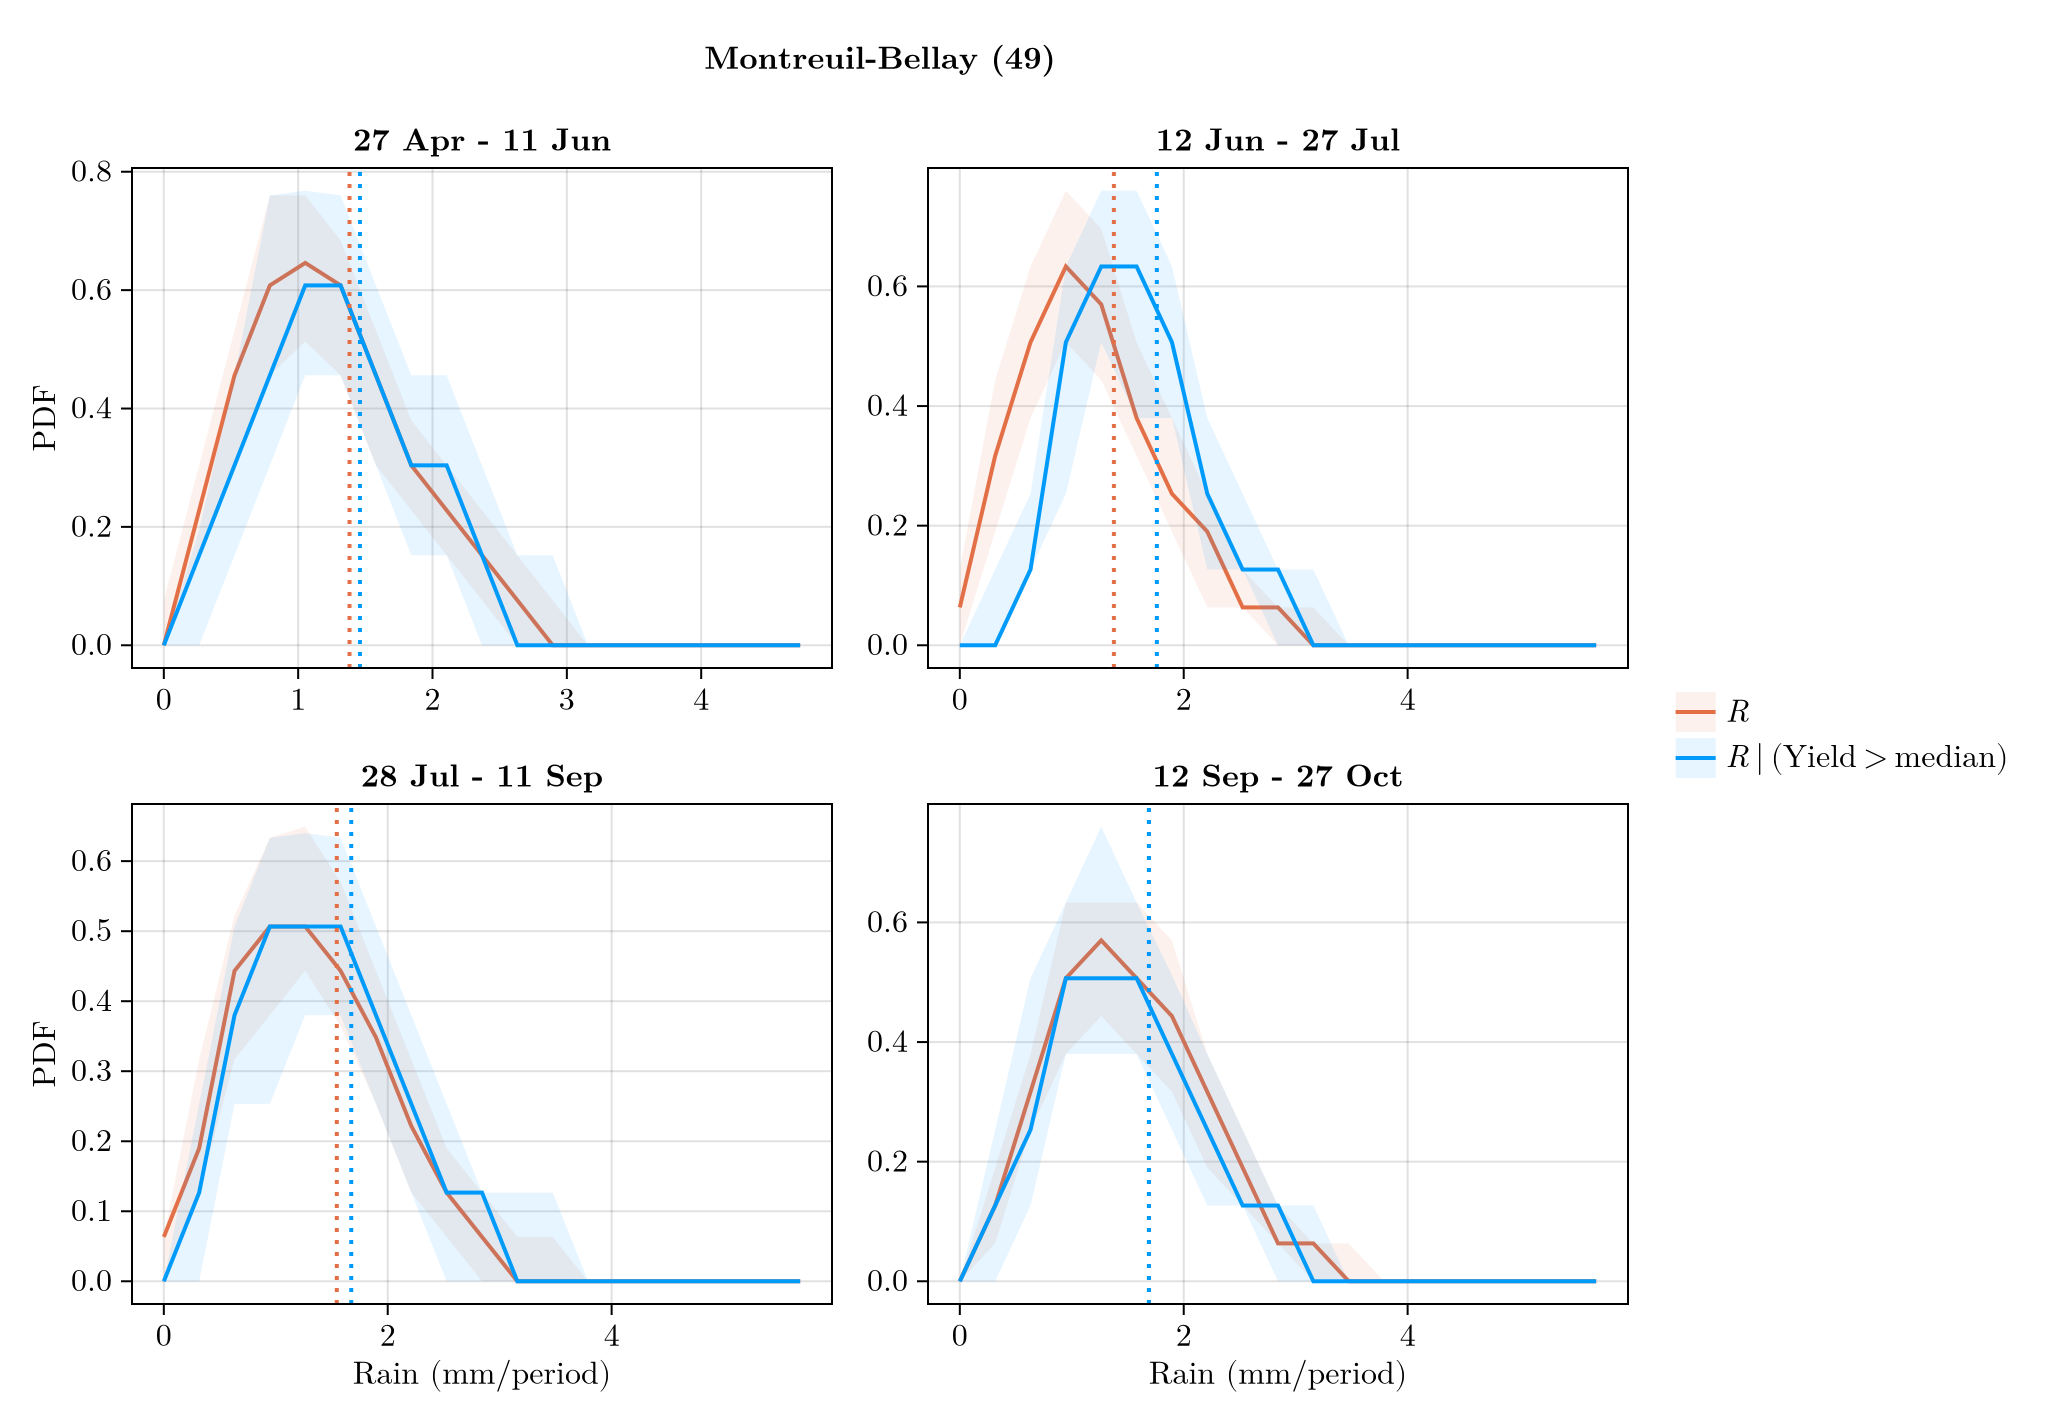 Montreuil-Bellay (49)
27 Apr - 11 Jun
12 Jun - 27 Jul
PDF
0.8
0.6
0.4
0.2
0.0
0 1 2 3 4
0.6
0.4
0.2
0.0
0 2 4
R
R | (Yield > median)
28 Jul - 11 Sep
12 Sep - 27 Oct
PDF
0.6
0.5
0.4
0.3
0.2
0.1
0.0
0 2 4
Rain (mm/period)
0.6
0.4
0.2
0.0
0 2 4
Rain (mm/period)